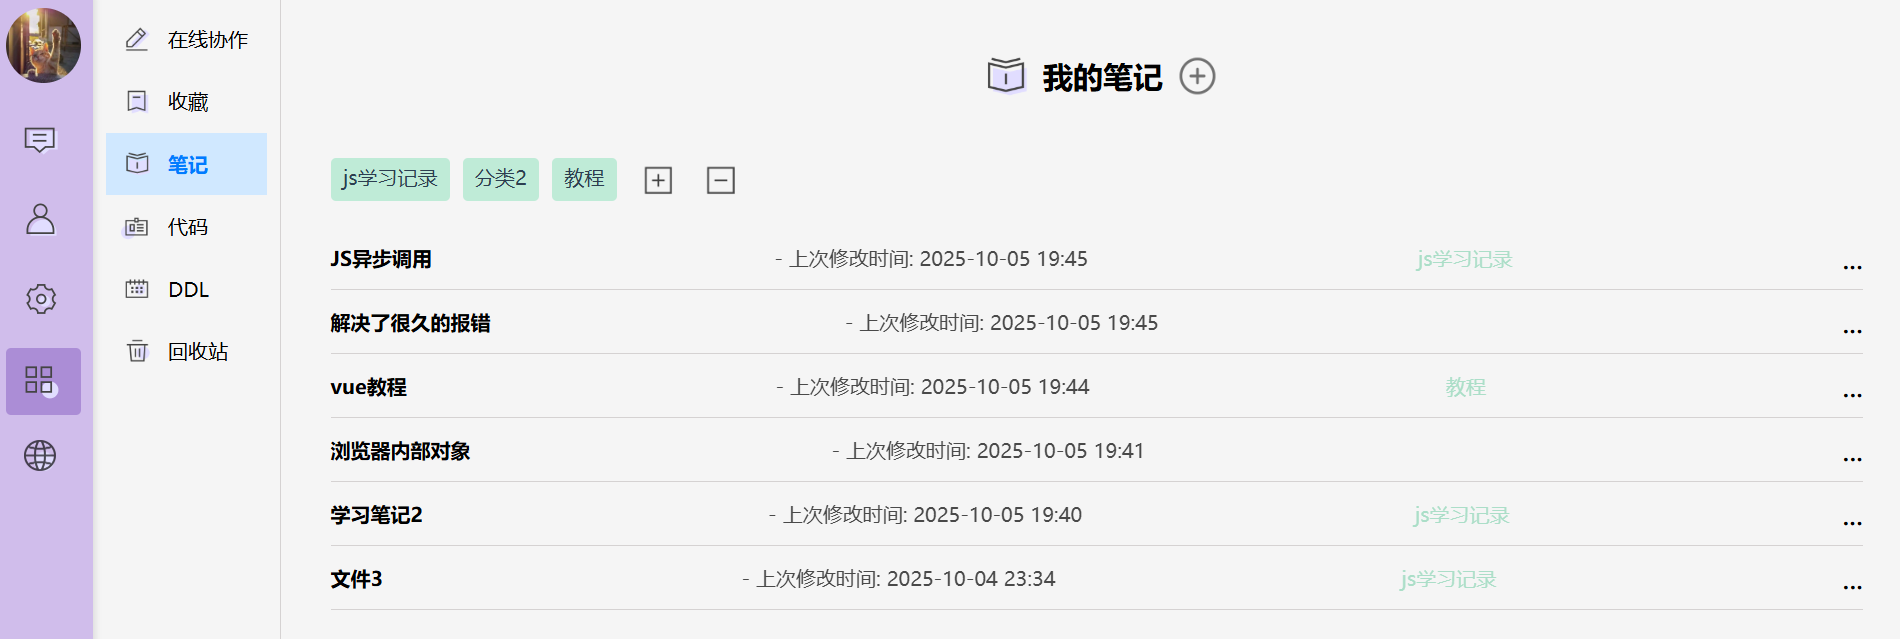 在线协作
收藏
笔记
代码
DDL
回收站
我的笔记
js学习记录 分类2 教程
JS异步调用 - 上次修改时间: 2025-10-05 19:45 js学习记录 ...
解决了很久的报错 - 上次修改时间: 2025-10-05 19:45 ...
vue教程 - 上次修改时间: 2025-10-05 19:44 教程 ...
浏览器内部对象 - 上次修改时间: 2025-10-05 19:41 ...
学习笔记2 - 上次修改时间: 2025-10-05 19:40 js学习记录 ...
文件3 - 上次修改时间: 2025-10-04 23:34 js学习记录 ...